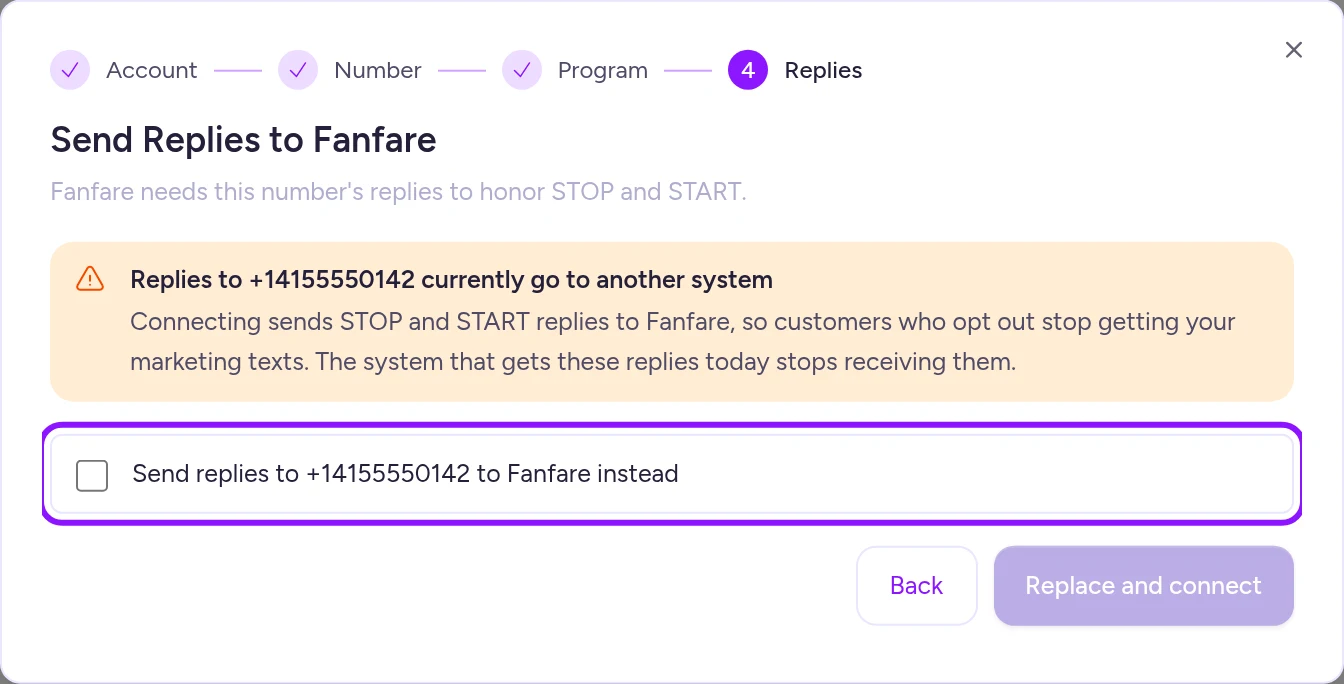 Account
Number
Program
4 Replies
Send Replies to Fanfare
Fanfare needs this number's replies to honor STOP and START.
Replies to +14155550142 currently go to another system
Connecting sends STOP and START replies to Fanfare, so customers who opt out stop getting your
marketing texts. The system that gets these replies today stops receiving them.
Send replies to +14155550142 to Fanfare instead
Back
Replace and connect